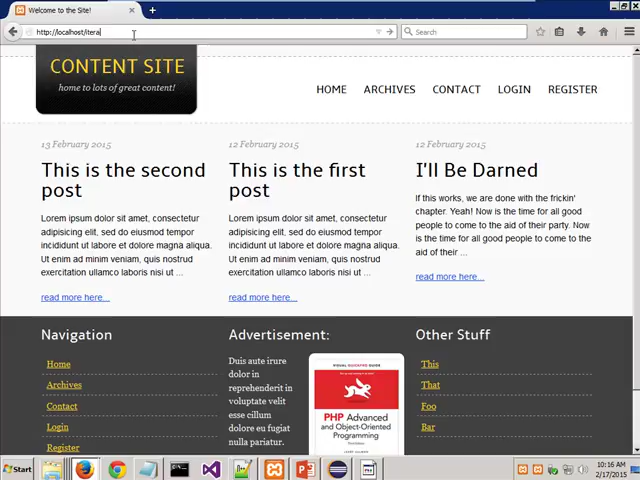 Welcome to the Site!
http://localhost/itera
Search
CONTENT SITE
home to lots of great content!
HOME ARCHIVES CONTACT LOGIN REGISTER
13 February 2015
This is the second
post
Lorem ipsum dolor sit amet, consectetur
adipisicing elit, sed do eiusmod tempor
incididunt ut labore et dolore magna aliqua.
Ut enim ad minim veniam, quis nostrud
exercitation ullamco laboris nisi ut ...
read more here...
12 February 2015
This is the first
post
Lorem ipsum dolor sit amet, consectetur
adipisicing elit, sed do eiusmod tempor
incididunt ut labore et dolore magna aliqua.
Ut enim ad minim veniam, quis nostrud
exercitation ullamco laboris nisi ut ...
read more here...
12 February 2015
I'll Be Darned
If this works, we are done with the frickin'
chapter. Yeah! Now is the time for all good
people to come to the aid of their party. Now
is the time for all good people to come to the
aid of their ...
read more here...
Navigation
Home
Archives
Contact
Login
Register
Advertisement:
Duis aute irure
dolor in
reprehenderit in
voluptate velit
esse cillum
dolore eu fugiat
nulla pariatur.
VISUAL QUICKPRO GUIDE
PHP Advanced
and Object-Oriented
Programming
Other Stuff
This
That
Foo
Bar
Start
10:16 AM
2/17/2015